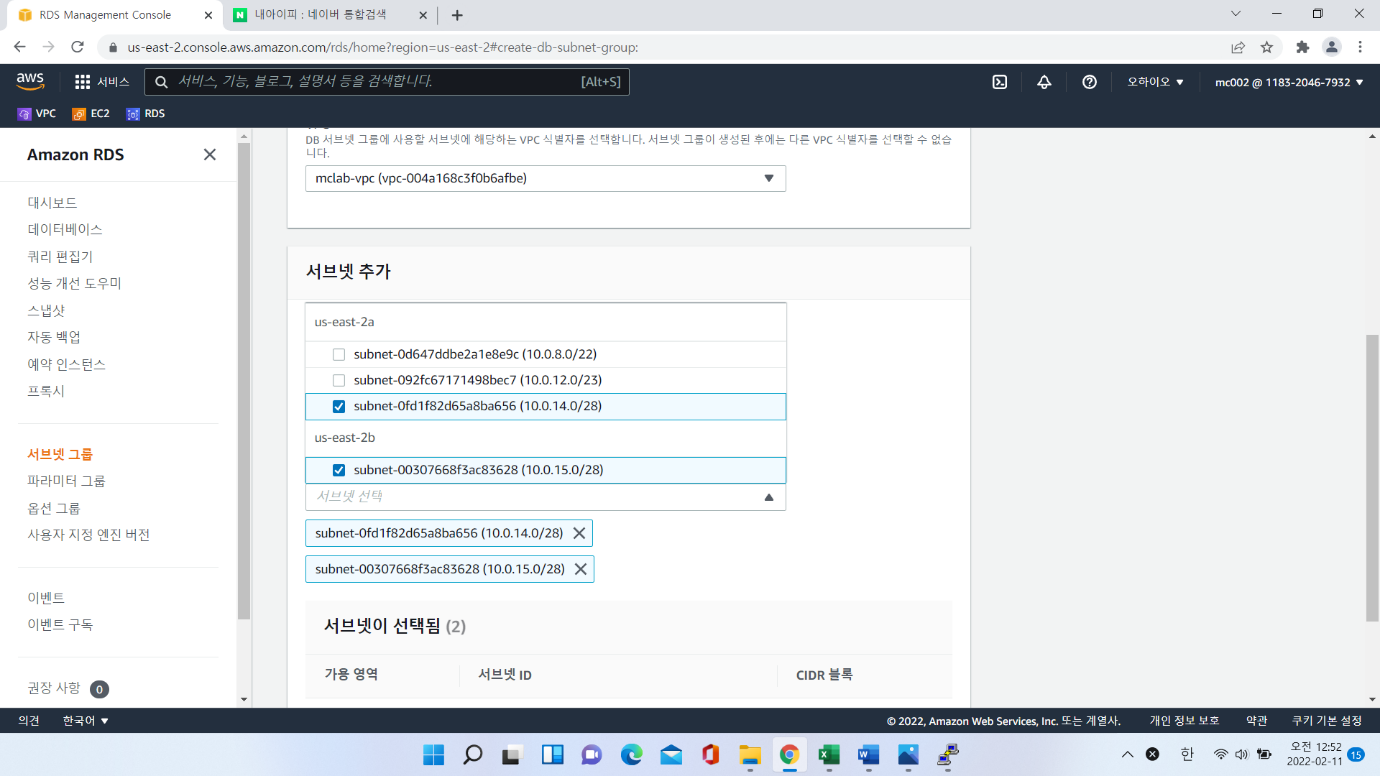 RDS Management Console
내아이피 : 네이버 통합검색
us-east-2.console.aws.amazon.com/rds/home?region=us-east-2#create-db-subnet-group:
aws
서비스
서비스, 기능, 블로그, 설명서 등을 검색합니다.
[Alt+S]
오하이오 ▼
mc002 @ 1183-2046-7932 ▼
VPC
EC2
RDS
Amazon RDS
대시보드
데이터베이스
쿼리 편집기
성능 개선 도우미
스냅샷
자동 백업
예약 인스턴스
프록시
서브넷 그룹
파라미터 그룹
옵션 그룹
사용자 지정 엔진 버전
이벤트
이벤트 구독
권장 사항 0
DB 서브넷 그룹에 사용할 서브넷에 해당하는 VPC 식별자를 선택합니다. 서브넷 그룹이 생성된 후에는 다른 VPC 식별자를 선택할 수 없습
니다.
mclab-vpc (vpc-004a168c3f0b6afbe)
서브넷 추가
us-east-2a
subnet-0d647ddbe2a1e8e9c (10.0.8.0/22)
subnet-092fc67171498bec7 (10.0.12.0/23)
subnet-0fd1f82d65a8ba656 (10.0.14.0/28)
us-east-2b
subnet-00307668f3ac83628 (10.0.15.0/28)
서브넷 선택
subnet-0fd1f82d65a8ba656 (10.0.14.0/28)
subnet-00307668f3ac83628 (10.0.15.0/28)
서브넷이 선택됨 (2)
가용 영역
서브넷 ID
CIDR 블록
의견
한국어 ▼
© 2022, Amazon Web Services, Inc. 또는 계열사.
개인 정보 보호
약관
쿠키 기본 설정
한
오전 12:52
2022-02-11
15